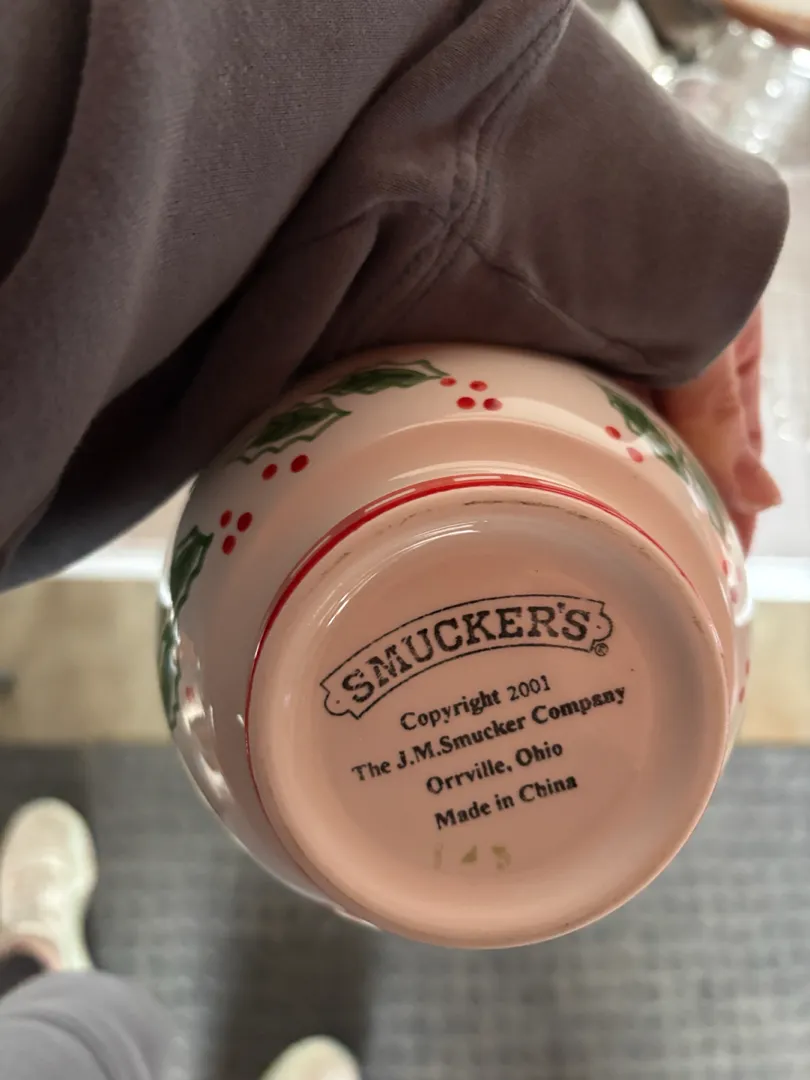 SMUCKER'S®
Copyright 2001
The J.M.Smucker Company
Orrville, Ohio
Made in China